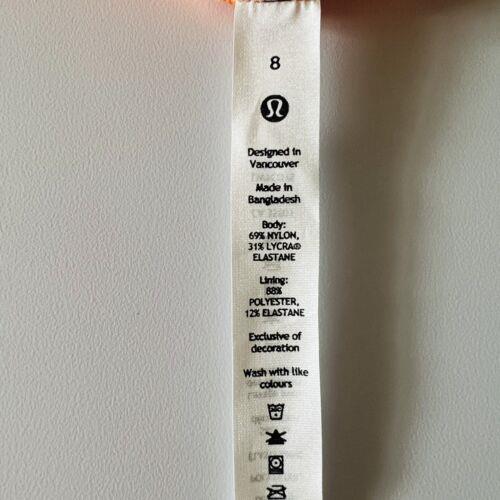 8
Designed in
Vancouver
Made in
Bangladesh
Body:
69% NYLON,
31% LYCRA®
ELASTANE
Lining:
88%
POLYESTER,
12% ELASTANE
Exclusive of
decoration
Wash with like
colours